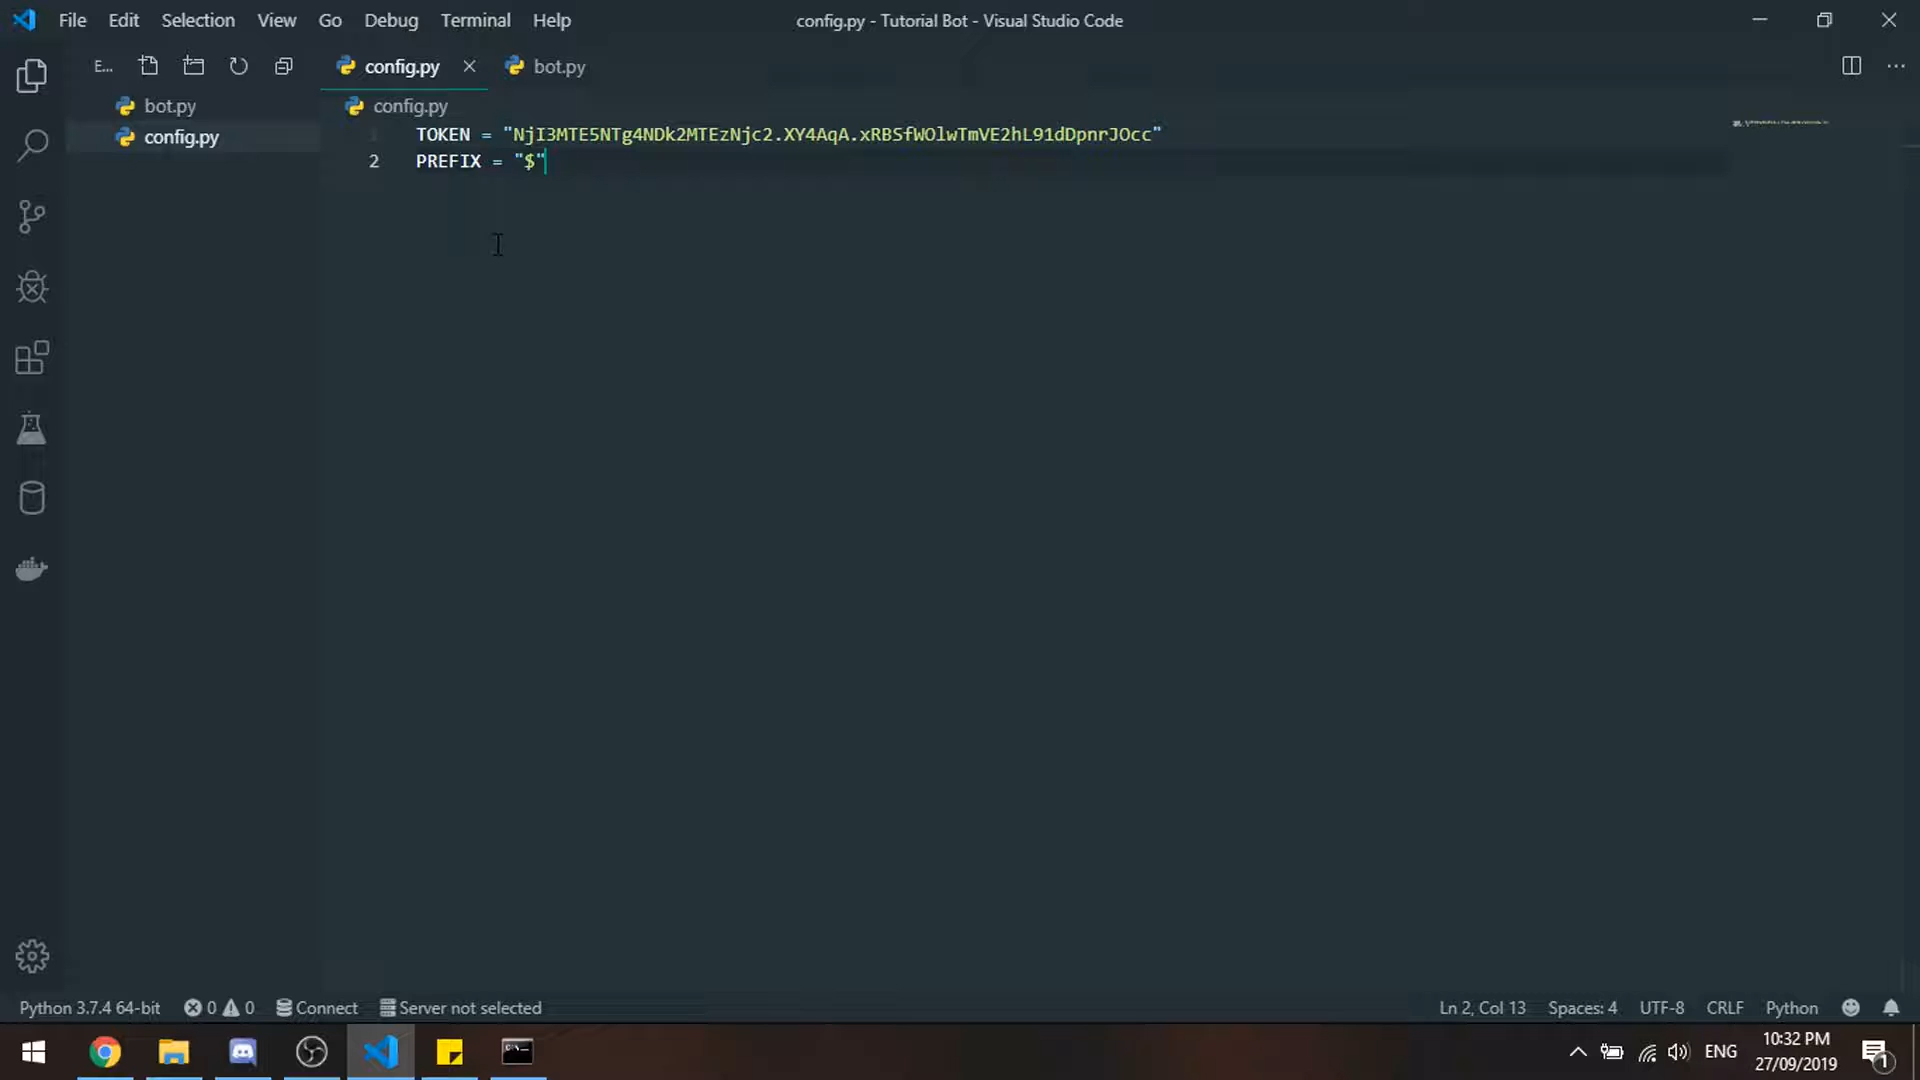 File Edit Selection View Go Debug Terminal Help
config.py - Tutorial Bot - Visual Studio Code
E...
config.py
bot.py
bot.py
config.py
config.py
1 TOKEN = "NjI3MTE5NTg4NDk2MTEzNjc2.XY4AqA.xRBSfWOlwTmVE2hL91dDpnrJOcc"
2 PREFIX = "$"
Python 3.7.4 64-bit 0 0 Connect Server not selected
Ln 2, Col 13 Spaces: 4 UTF-8 CRLF Python
ENG
10:32 PM
27/09/2019
1